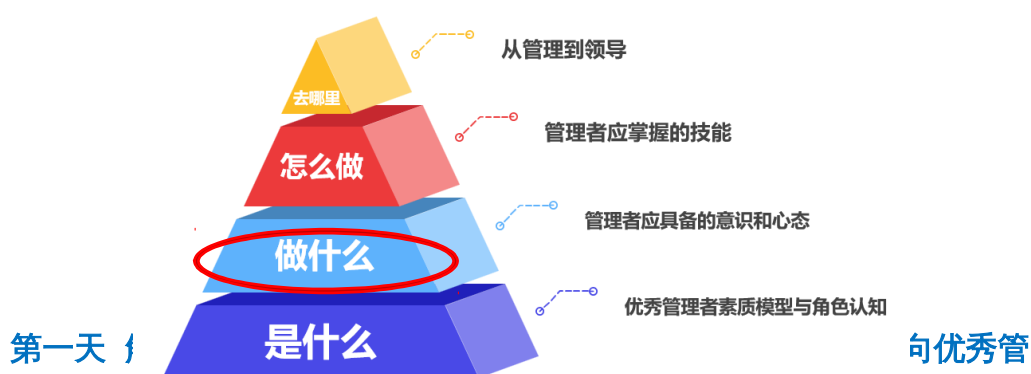 去哪里
从管理到领导
怎么做
管理者应掌握的技能
做什么
管理者应具备的意识和心态
是什么
优秀管理者素质模型与角色认知
第一天
向优秀管